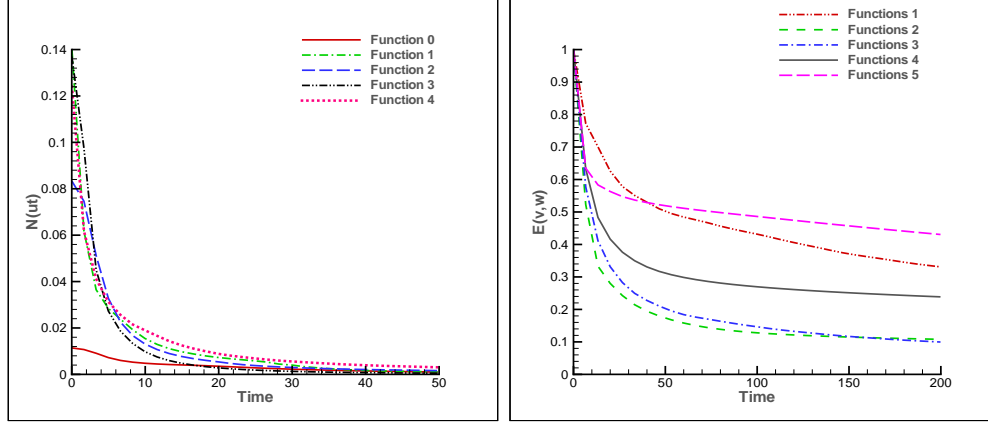 Function 0
Function 1
Function 2
Function 3
Function 4
0.14
0.12
0.1
0.08
0.06
0.04
0.02
0
N(ut)
0 10 20 30 40 50
Time
Functions 1
Functions 2
Functions 3
Functions 4
Functions 5
1
0.9
0.8
0.7
0.6
0.5
0.4
0.3
0.2
0.1
0
E(v,w)
0 50 100 150 200
Time